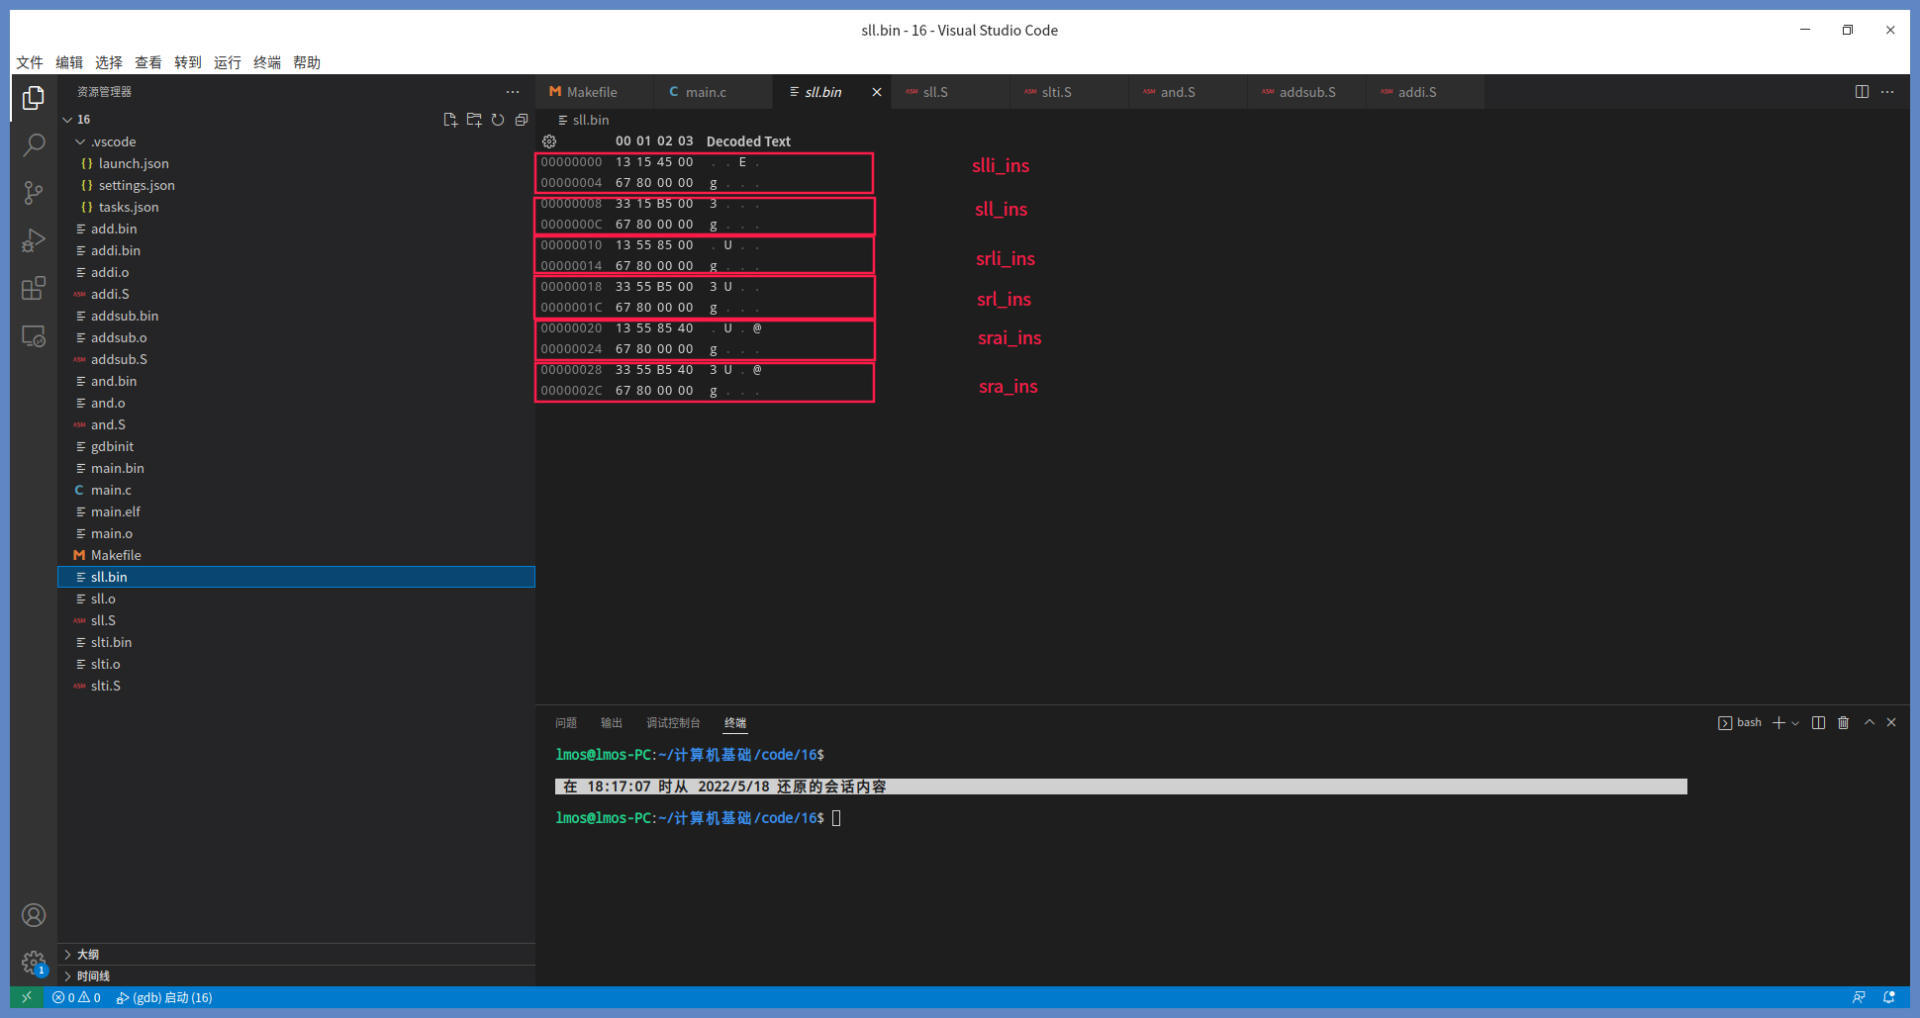 sll.bin - 16 - Visual Studio Code
文件 编辑 选择 查看 转到 运行 终端 帮助
资源管理器 ···
16
.vscode
{} launch.json
{} settings.json
{} tasks.json
add.bin
addi.bin
addi.o
ASM addi.S
addsub.bin
addsub.o
ASM addsub.S
and.bin
and.o
ASM and.S
gdbinit
main.bin
C main.c
main.elf
main.o
M Makefile
sll.bin
sll.o
ASM sll.S
slti.bin
slti.o
ASM slti.S
大纲
时间线
M Makefile C main.c sll.bin ASM sll.S ASM slti.S ASM and.S ASM addsub.S ASM addi.S ···
sll.bin
00 01 02 03 Decoded Text
00000000 13 15 45 00 . . E .
00000004 67 80 00 00 g . . .
slli_ins
00000008 33 15 B5 00 3 . . .
0000000C 67 80 00 00 g . . .
sll_ins
00000010 13 55 85 00 . U . .
00000014 67 80 00 00 g . . .
srli_ins
00000018 33 55 B5 00 3 U . .
0000001C 67 80 00 00 g . . .
srl_ins
00000020 13 55 85 40 . U . @
00000024 67 80 00 00 g . . .
srai_ins
00000028 33 55 B5 40 3 U . @
0000002C 67 80 00 00 g . . .
sra_ins
问题 输出 调试控制台 终端 bash
lmos@lmos-PC:~/计算机基础/code/16$
在 18:17:07 时从 2022/5/18 还原的会话内容
lmos@lmos-PC:~/计算机基础/code/16$
1
0 0 (gdb) 启动 (16)